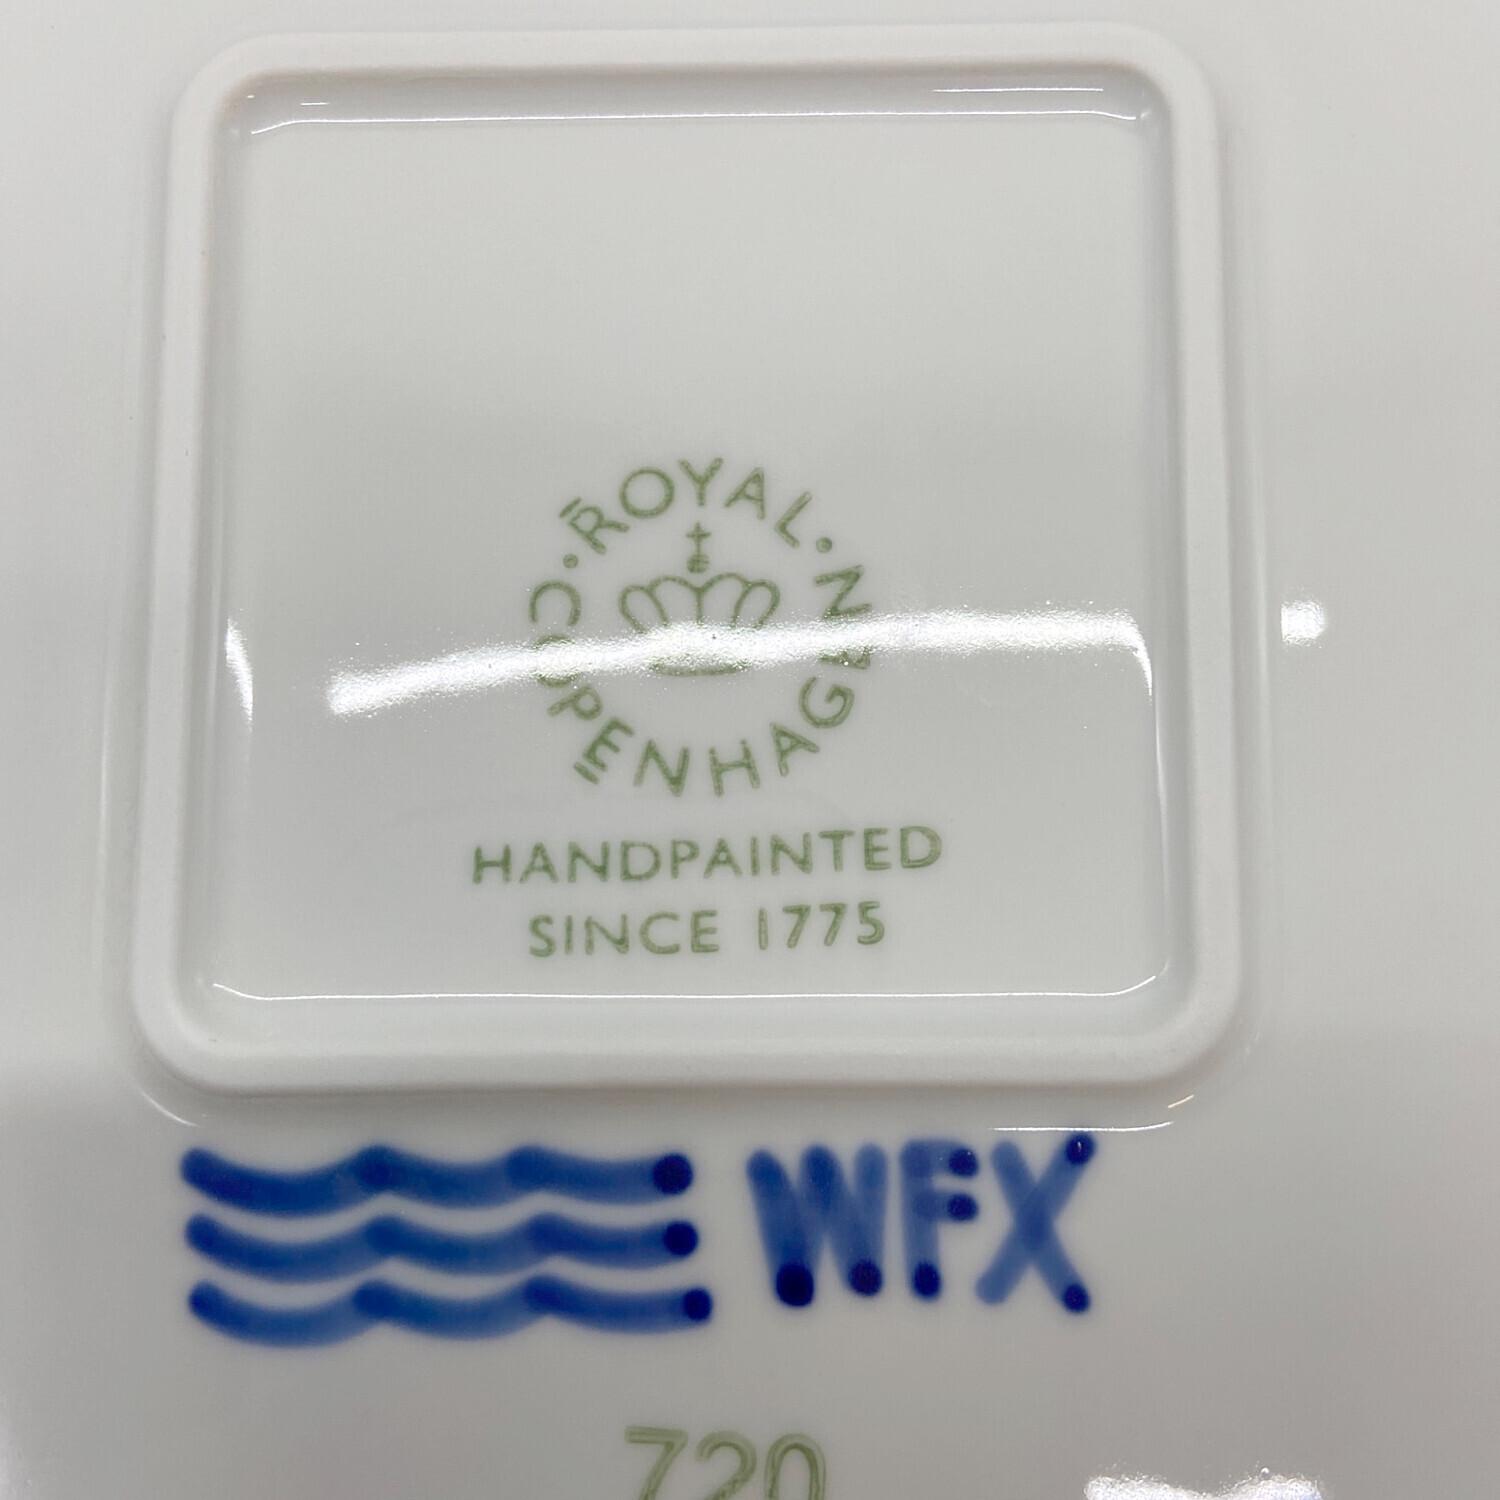 ROYAL · COPENHAGEN ·
HANDPAINTED
SINCE 1775
WFX
720